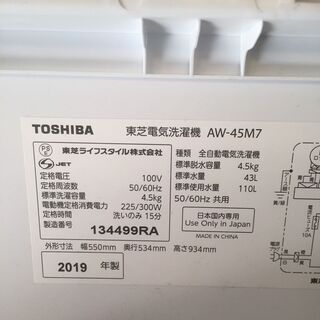 TOSHIBA 東芝電気洗濯機 AW-45M7
PS
E
東芝ライフスタイル株式会社
S JET
定格電圧 100V
定格周波数 50/60Hz
標準洗濯容量 4.5kg
電動機定格消費電力 225/300W
定格時間 洗いのみ 15分
製造番号 134499RA
種類 全自動電気洗濯機
標準脱水容量 4.5kg
標準水量 43L
標準使用水量 110L
50/60Hz 共用
日本国内専用
Use Only in Japan
MADE IN CHINA
外形寸法 幅550mm 奥行534mm 高さ934mm
2019 年製